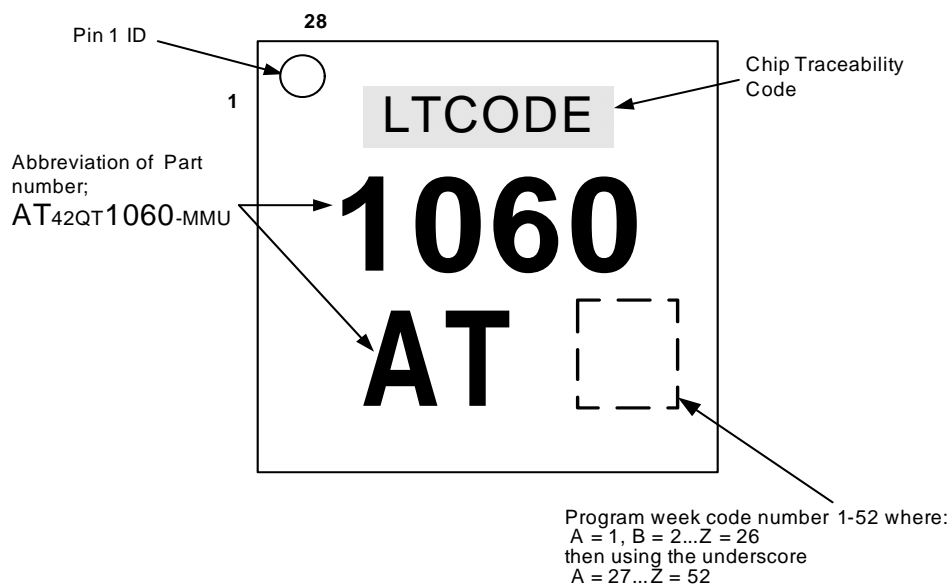 28
Pin 1 ID
1
LTCODE
Chip Traceability
Code
Abbreviation of Part
number;
AT42QT1060-MMU
1060
AT
Program week code number 1-52 where:
A = 1, B = 2...Z = 26
then using the underscore
A = 27...Z = 52